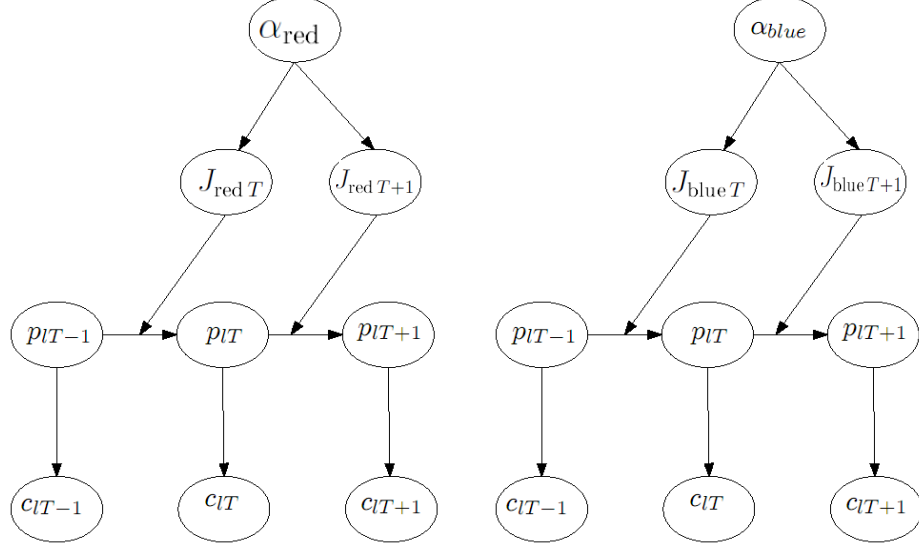 α_red α_blue
J_red T J_red T+1 J_blue T J_blue T+1
p_lT−1 p_lT p_lT+1 p_lT−1 p_lT p_lT+1
c_lT−1 c_lT c_lT+1 c_lT−1 c_lT c_lT+1